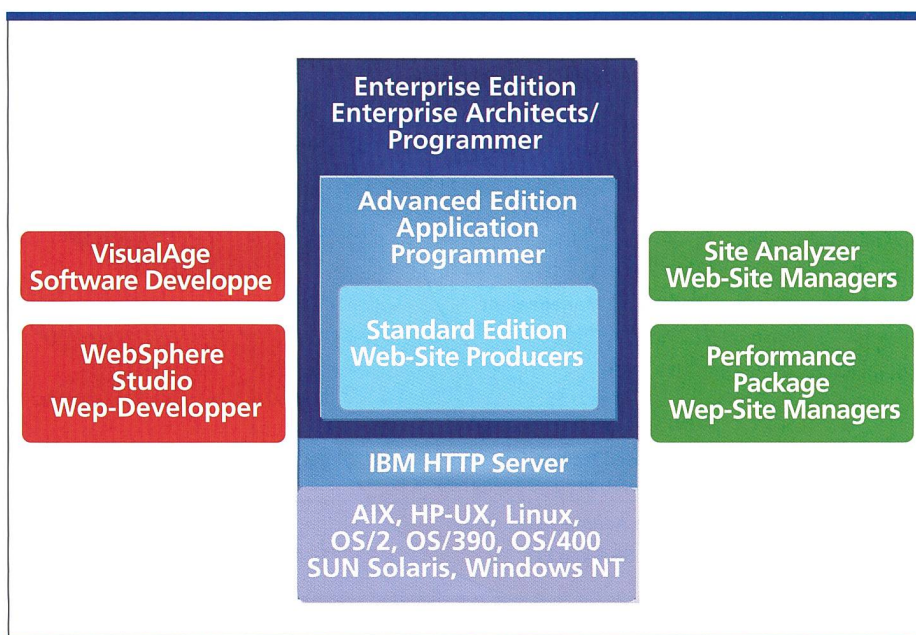 Enterprise Edition
Enterprise Architects/
Programmer
Advanced Edition
Application
Programmer
Standard Edition
Web-Site Producers
VisualAge
Software Developpe
WebSphere
Studio
Wep-Developper
Site Analyzer
Web-Site Managers
Performance
Package
Wep-Site Managers
IBM HTTP Server
AIX, HP-UX, Linux,
OS/2, OS/390, OS/400
SUN Solaris, Windows NT